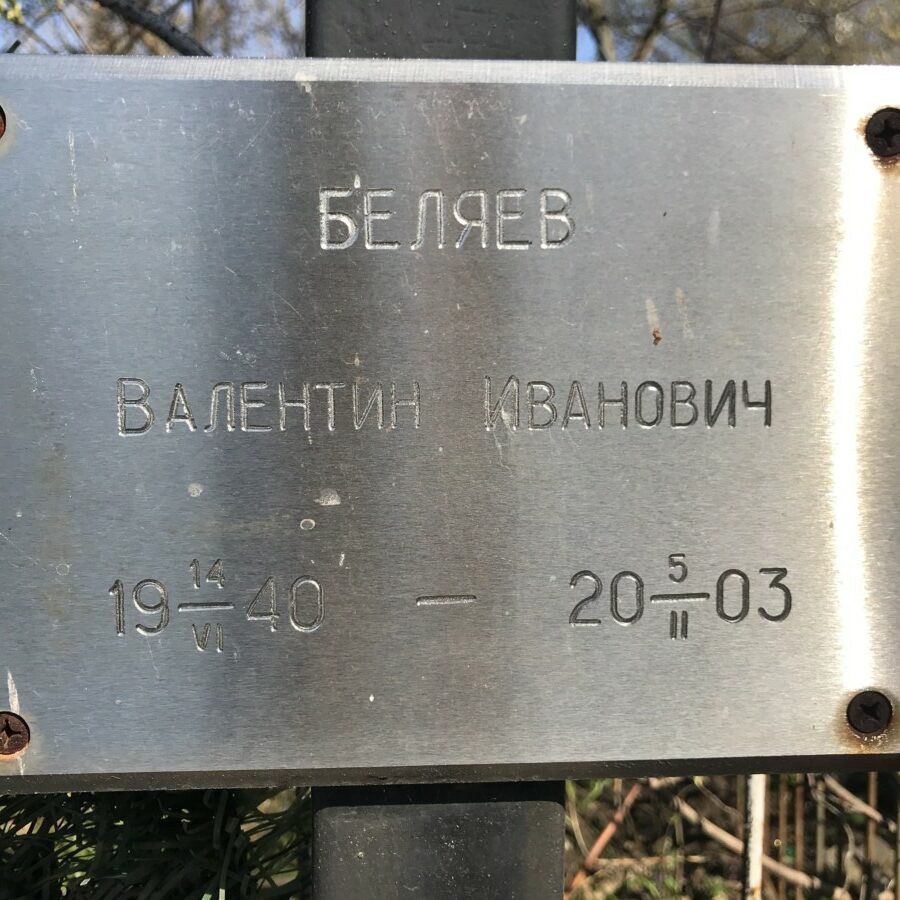 Беляев
Валентин Иванович
19 14/VI 40 — 20 5/II 03